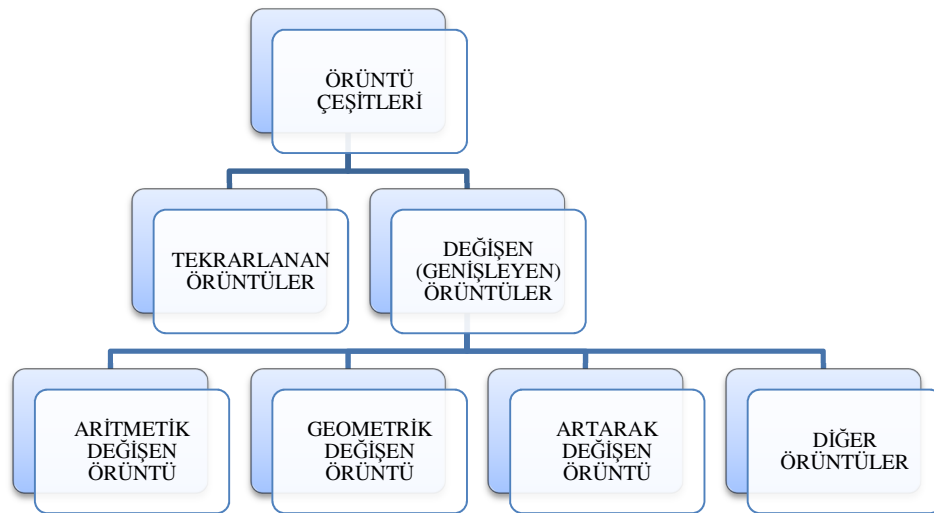 ÖRÜNTÜ
ÇEŞİTLERİ
TEKRARLANAN
ÖRÜNTÜLER
DEĞİŞEN
(GENİŞLEYEN)
ÖRÜNTÜLER
ARİTMETİK
DEĞİŞEN
ÖRÜNTÜ
GEOMETRİK
DEĞİŞEN
ÖRÜNTÜ
ARTARAK
DEĞİŞEN
ÖRÜNTÜ
DİĞER
ÖRÜNTÜLER